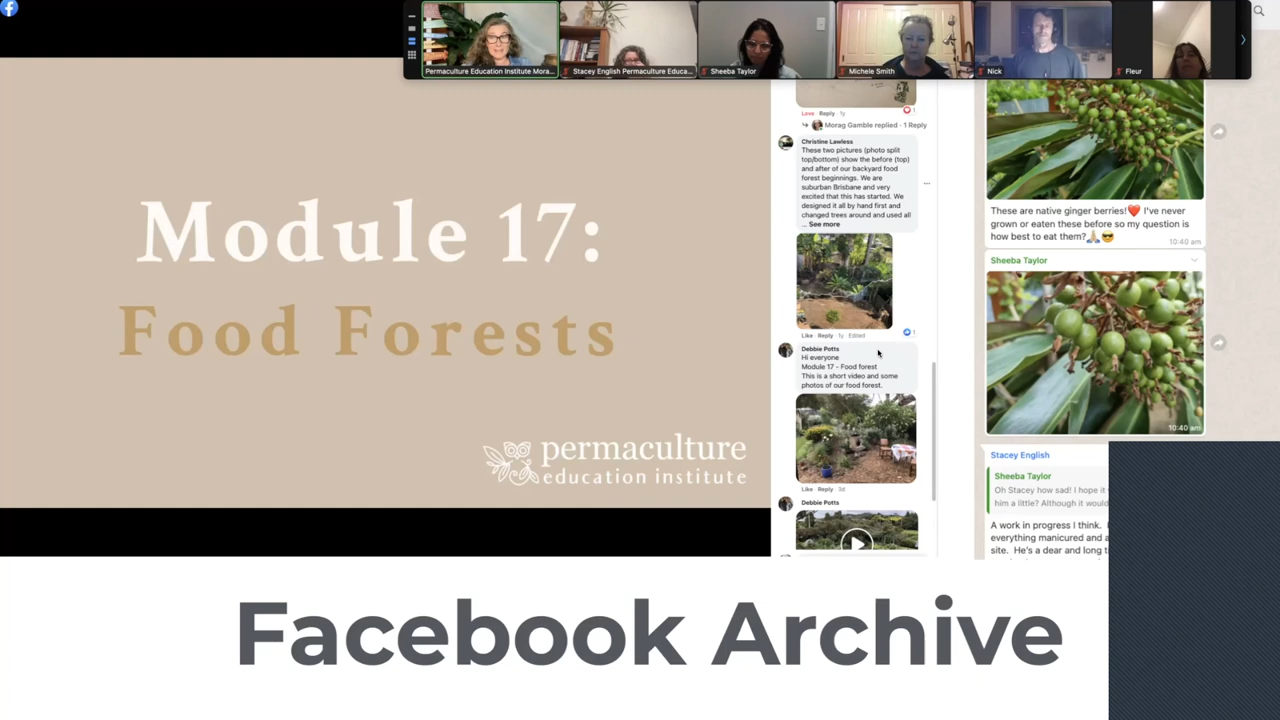 Permaculture Education Institute Mora...
Stacey English Permaculture Educa...
Sheeba Taylor
Michele Smith
Nick
Fleur
Module 17:
Food Forests
permaculture
education institute
Love Reply 1y
1
Morag Gamble replied · 1 Reply
Christine Lawless
These two pictures (photo split
top/bottom) show the before (top)
and after of our backyard food
forest beginnings. We are
suburban Brisbane and very
excited that this has started. We
designed it all by hand first and
changed trees around and used all
... See more
Like Reply 1y Edited
1
Debbie Potts
Hi everyone
Module 17 - Food forest
This is a short video and some
photos of our food forest.
Like Reply 3d
Debbie Potts
These are native ginger berries!❤️ I've never
grown or eaten these before so my question is
how best to eat them?🙏🏼😎
10:40 am
Sheeba Taylor
10:40 am
Stacey English
Sheeba Taylor
Oh Stacey how sad! I hope it
him a little? Although it would
A work in progress I think.
everything manicured and a
site. He's a dear and long t
Facebook Archive